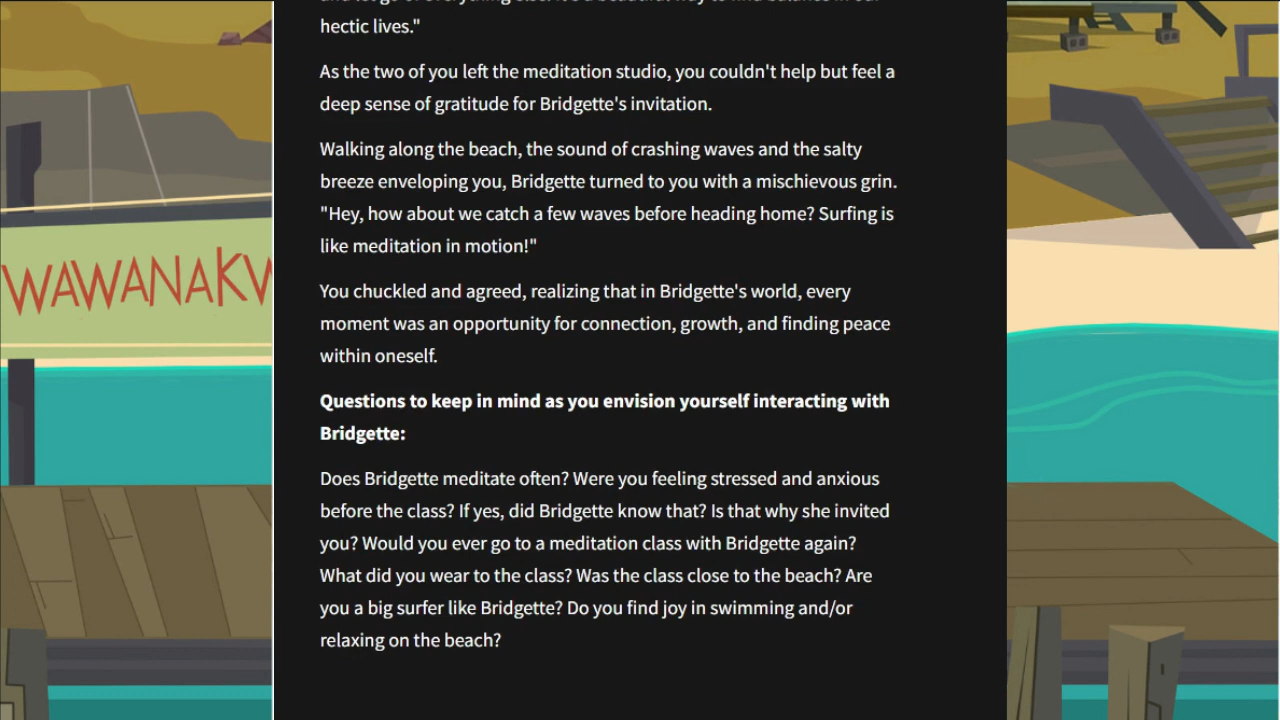 hectic lives."
As the two of you left the meditation studio, you couldn't help but feel a
deep sense of gratitude for Bridgette's invitation.
Walking along the beach, the sound of crashing waves and the salty
breeze enveloping you, Bridgette turned to you with a mischievous grin.
"Hey, how about we catch a few waves before heading home? Surfing is
like meditation in motion!"
You chuckled and agreed, realizing that in Bridgette's world, every
moment was an opportunity for connection, growth, and finding peace
within oneself.
Questions to keep in mind as you envision yourself interacting with
Bridgette:
Does Bridgette meditate often? Were you feeling stressed and anxious
before the class? If yes, did Bridgette know that? Is that why she invited
you? Would you ever go to a meditation class with Bridgette again?
What did you wear to the class? Was the class close to the beach? Are
you a big surfer like Bridgette? Do you find joy in swimming and/or
relaxing on the beach?
WAWANAKW